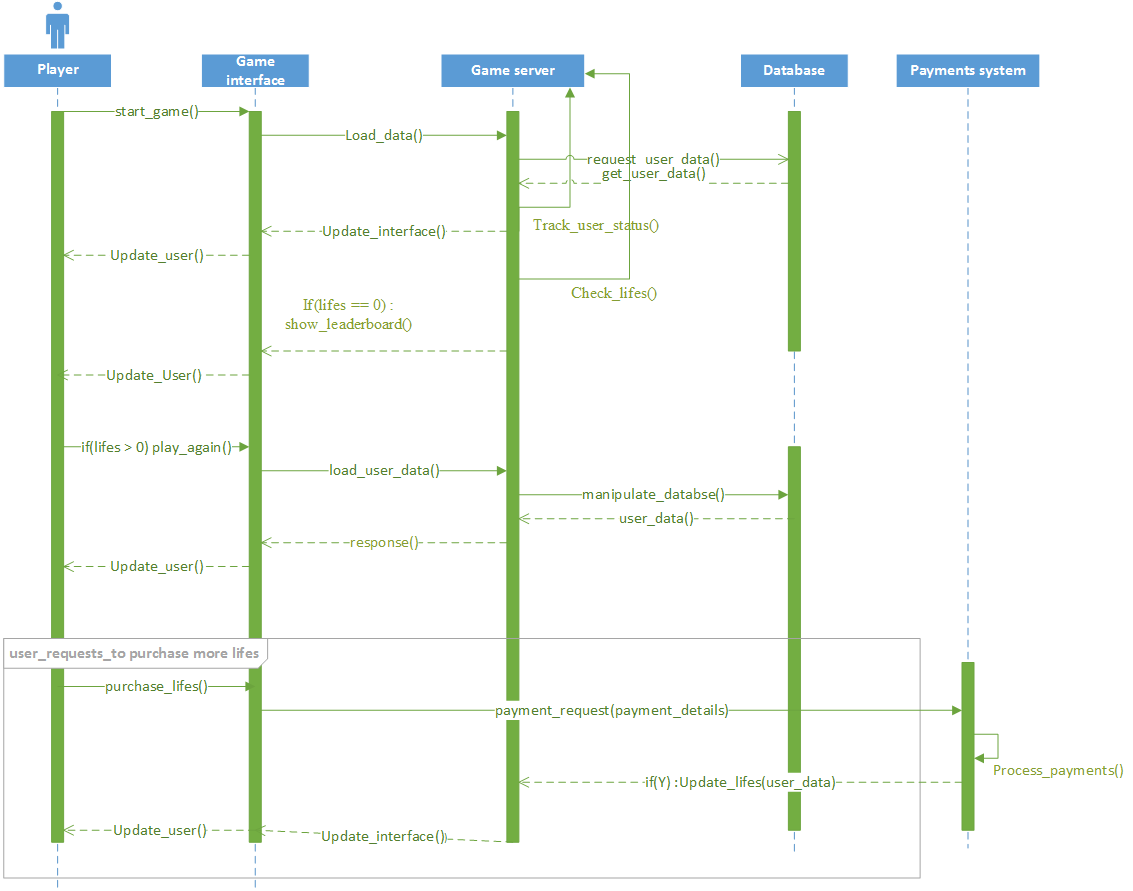 Player
Game
interface
Game server
Database
Payments system
start_game()
Load_data()
request_user_data()
get_user_data()
Track_user_status()
Update_interface()
Update_user()
Check_lifes()
If(lifes == 0) :
show_leaderboard()
Update_User()
if(lifes > 0) play_again()
load_user_data()
manipulate_databse()
user_data()
response()
Update_user()
user_requests_to purchase more lifes
purchase_lifes()
payment_request(payment_details)
Process_payments()
if(Y) :Update_lifes(user_data)
Update_user()
Update_interface()